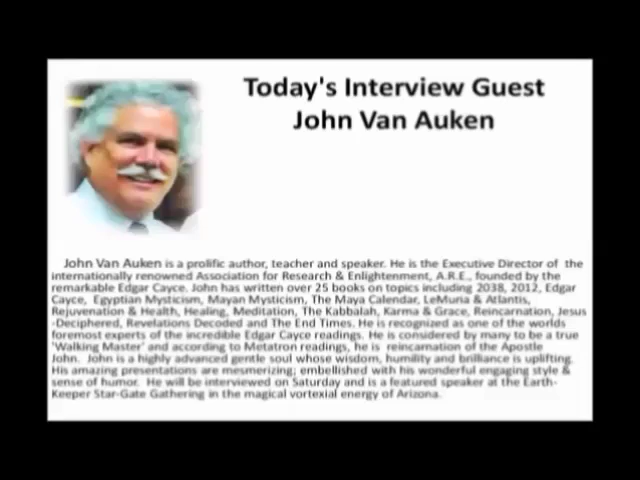 Today's Interview Guest
John Van Auken
John Van Auken is a prolific author, teacher and speaker. He is the Executive Director of the
internationally renowned Association for Research & Enlightenment, A.R.E., founded by the
remarkable Edgar Cayce. John has written over 25 books on topics including 2038, 2012, Edgar
Cayce, Egyptian Mysticism, Mayan Mysticism, The Maya Calendar, LeMuria & Atlantis,
Rejuvenation & Health, Healing, Meditation, The Kabbalah, Karma & Grace, Reincarnation, Jesus
-Deciphered, Revelations Decoded and The End Times. He is recognized as one of the worlds
foremost experts of the incredible Edgar Cayce readings. He is considered by many to be a true
'Walking Master' and according to Metatron readings, he is reincarnation of the Apostle
John. John is a highly advanced gentle soul whose wisdom, humility and brilliance is uplifting.
His amazing presentations are mesmerizing; embellished with his wonderful engaging style &
sense of humor. He will be interviewed on Saturday and is a featured speaker at the Earth-
Keeper Star-Gate Gathering in the magical vortexial energy of Arizona.